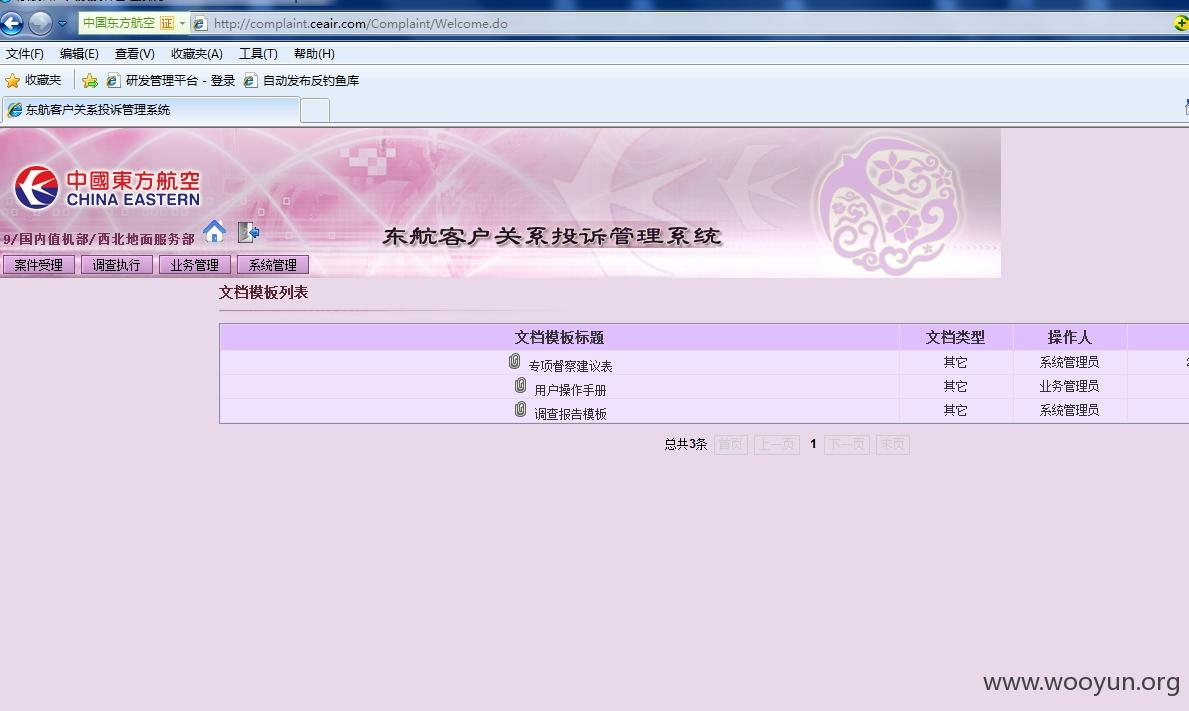 中国东方航空 证 http://complaint.ceair.com/Complaint/Welcome.do
文件(F) 编辑(E) 查看(V) 收藏夹(A) 工具(T) 帮助(H)
收藏夹 研发管理平台 - 登录 自动发布反钓鱼库
东航客户关系投诉管理系统
中國東方航空
CHINA EASTERN
9/国内值机部/西北地面服务部
东航客户关系投诉管理系统
案件受理 调查执行 业务管理 系统管理
文档模板列表
文档模板标题 文档类型 操作人
专项督察建议表 其它 系统管理员
用户操作手册 其它 业务管理员
调查报告模板 其它 系统管理员
总共3条 首页 上一页 1 下一页 末页
www.wooyun.org